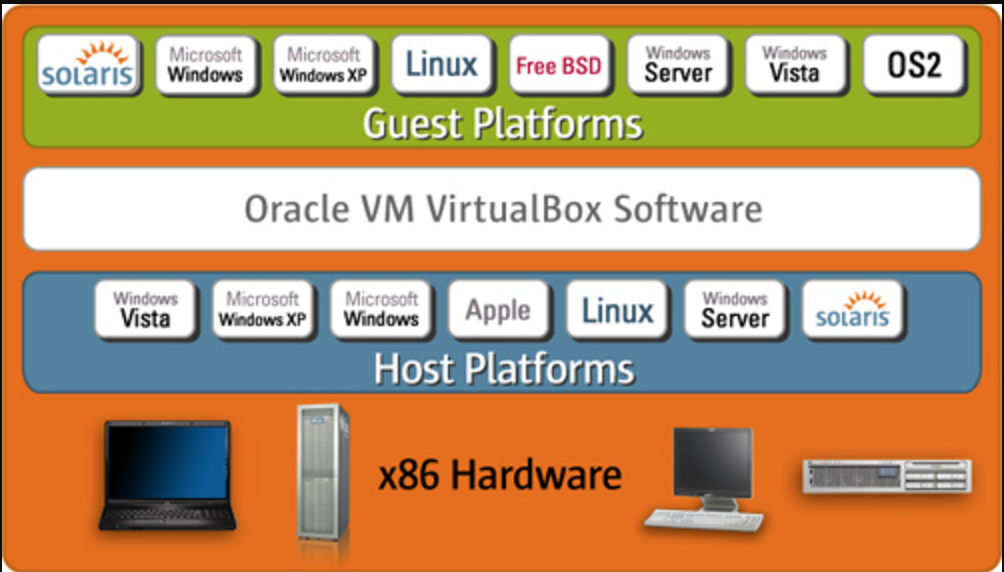 solaris
Microsoft
Windows
Microsoft
Windows XP
Linux
Free BSD
Windows
Server
Windows
Vista
OS2
Guest Platforms
Oracle VM VirtualBox Software
Windows
Vista
Microsoft
Windows XP
Microsoft
Windows
Apple
Linux
Windows
Server
solaris
Host Platforms
x86 Hardware